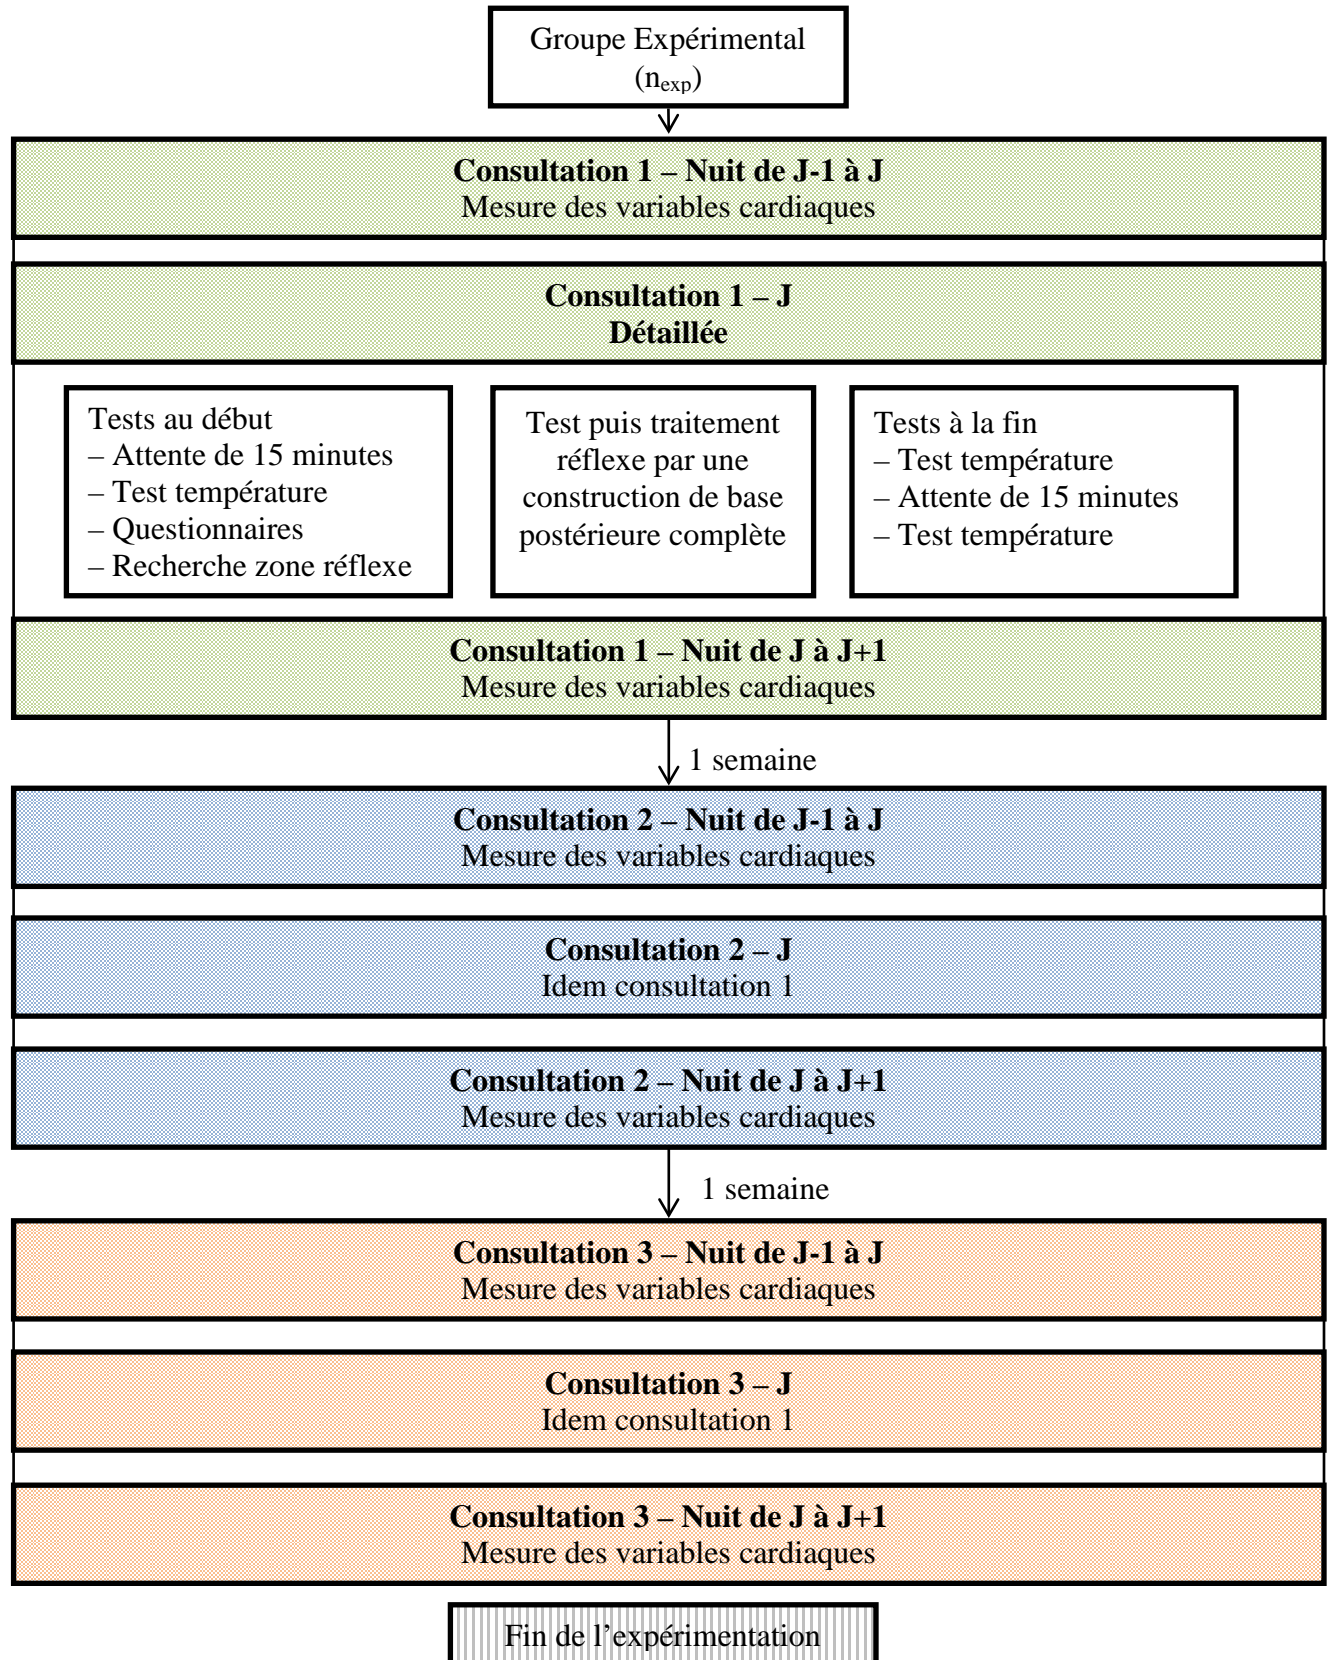 Groupe Expérimental
(nexp)
Consultation 1 – Nuit de J-1 à J
Mesure des variables cardiaques
Consultation 1 – J
Détaillée
Tests au début
– Attente de 15 minutes
– Test température
– Questionnaires
– Recherche zone réflexe
Test puis traitement
réflexe par une
construction de base
postérieure complète
Tests à la fin
– Test température
– Attente de 15 minutes
– Test température
Consultation 1 – Nuit de J à J+1
Mesure des variables cardiaques
1 semaine
Consultation 2 – Nuit de J-1 à J
Mesure des variables cardiaques
Consultation 2 – J
Idem consultation 1
Consultation 2 – Nuit de J à J+1
Mesure des variables cardiaques
1 semaine
Consultation 3 – Nuit de J-1 à J
Mesure des variables cardiaques
Consultation 3 – J
Idem consultation 1
Consultation 3 – Nuit de J à J+1
Mesure des variables cardiaques
Fin de l’expérimentation